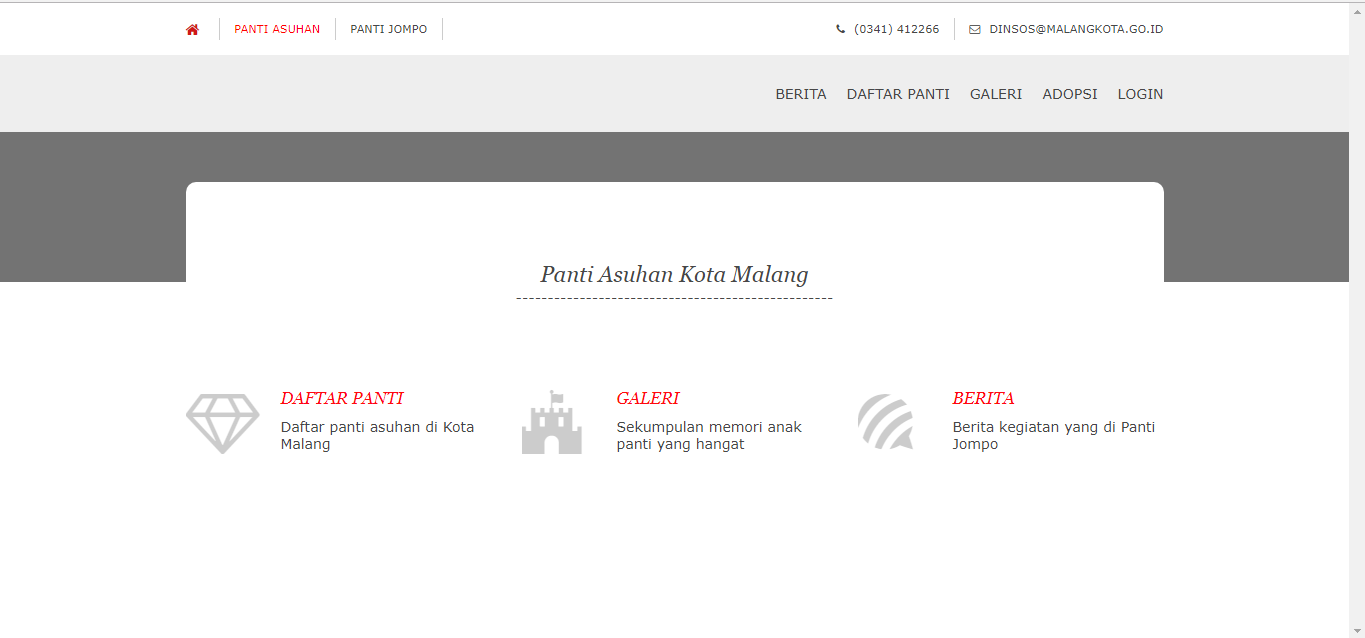 PANTI ASUHAN
PANTI JOMPO
(0341) 412266
DINSOS@MALANGKOTA.GO.ID
BERITA
DAFTAR PANTI
GALERI
ADOPSI
LOGIN
Panti Asuhan Kota Malang
--------------------------------------------------
DAFTAR PANTI
Daftar panti asuhan di Kota
Malang
GALERI
Sekumpulan memori anak
panti yang hangat
BERITA
Berita kegiatan yang di Panti
Jompo